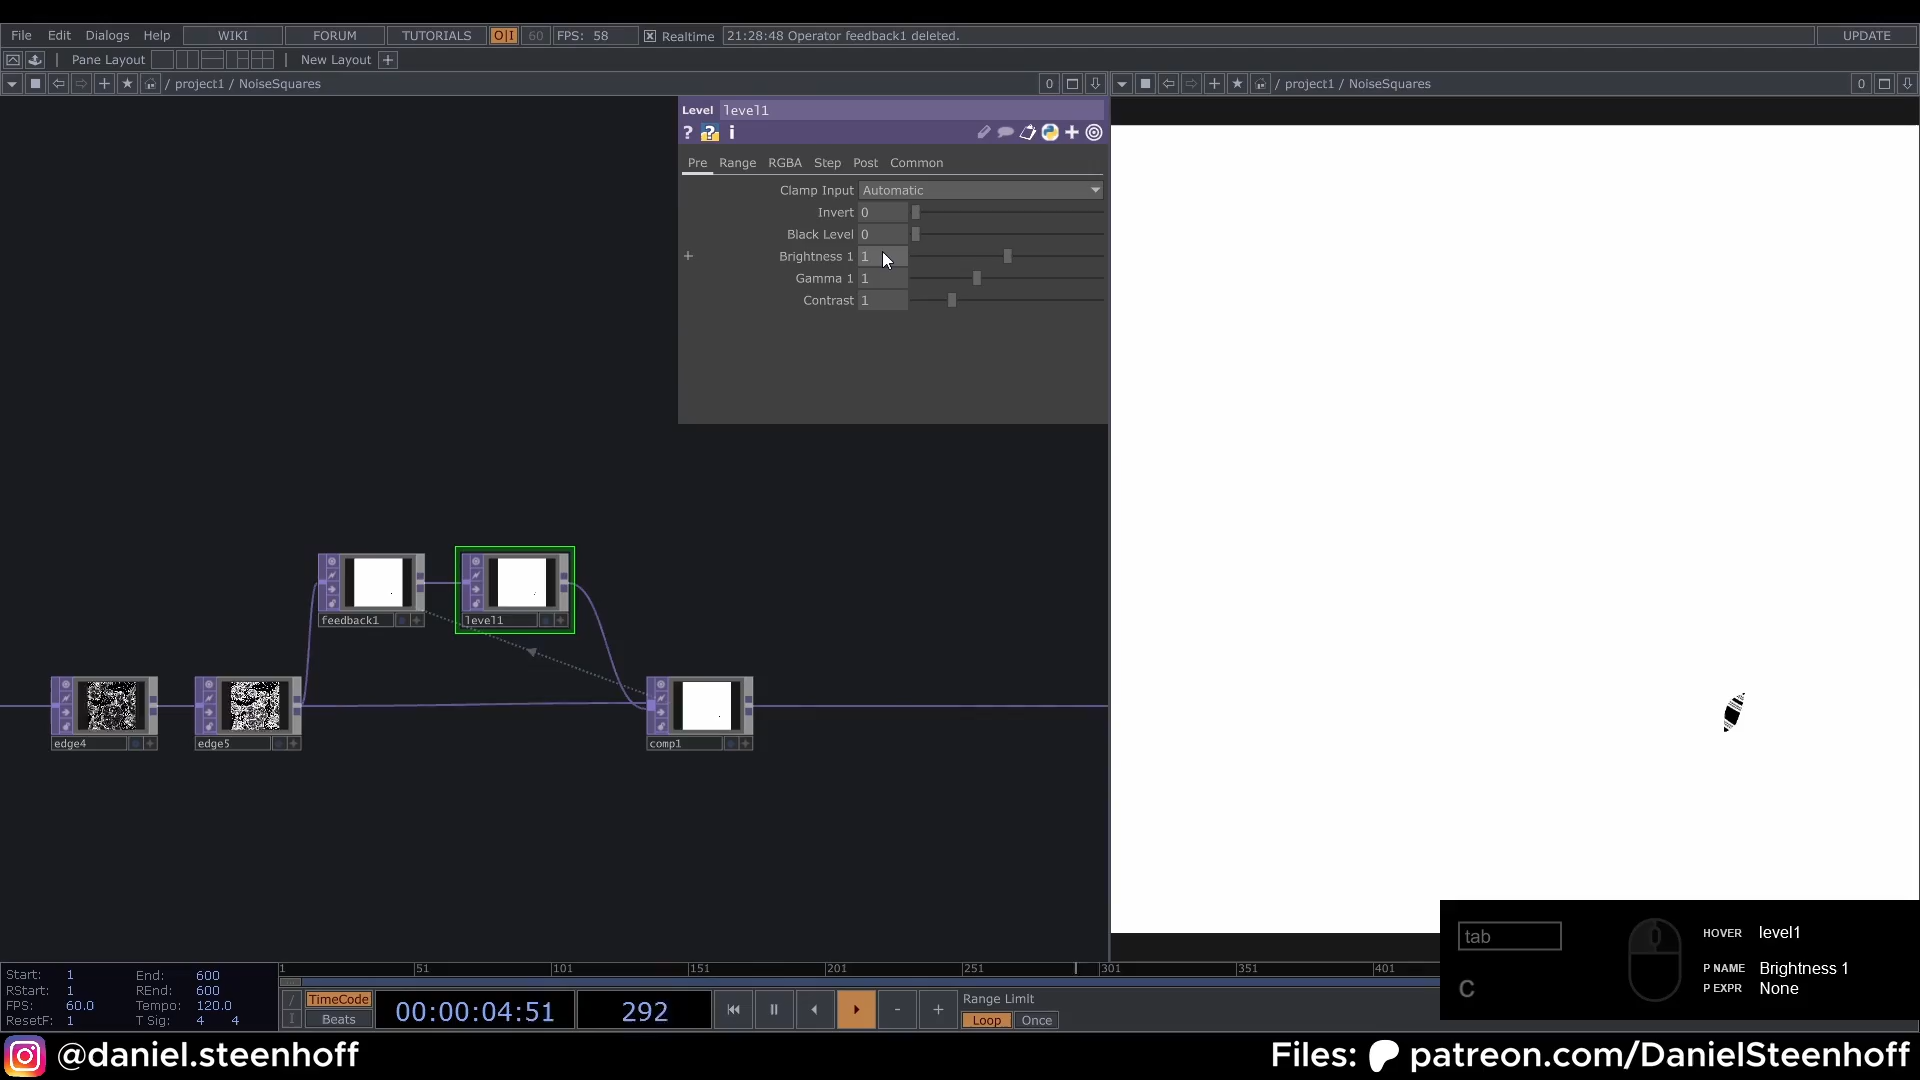 File Edit Dialogs Help WIKI FORUM TUTORIALS O|I 60 FPS: 58 Realtime 21:28:48 Operator feedback1 deleted. UPDATE
Pane Layout New Layout +
/ project1 / NoiseSquares 0 / project1 / NoiseSquares 0
Level level1
? ? i
Pre Range RGBA Step Post Common
Clamp Input Automatic
Invert 0
Black Level 0
+ Brightness 1 1
Gamma 1 1
Contrast 1
feedback1 level1
edge4 edge5 comp1
tab HOVER level1
P NAME Brightness 1
C P EXPR None
1 51 101 151 201 251 301 351 401
Start: 1 End: 600
RStart: 1 REnd: 600
FPS: 60.0 Tempo: 120.0
ResetF: 1 T Sig: 4 4
/ TimeCode 00:00:04:51 292 - + Range Limit
I Beats Loop Once
@daniel.steenhoff Files: patreon.com/DanielSteenhoff